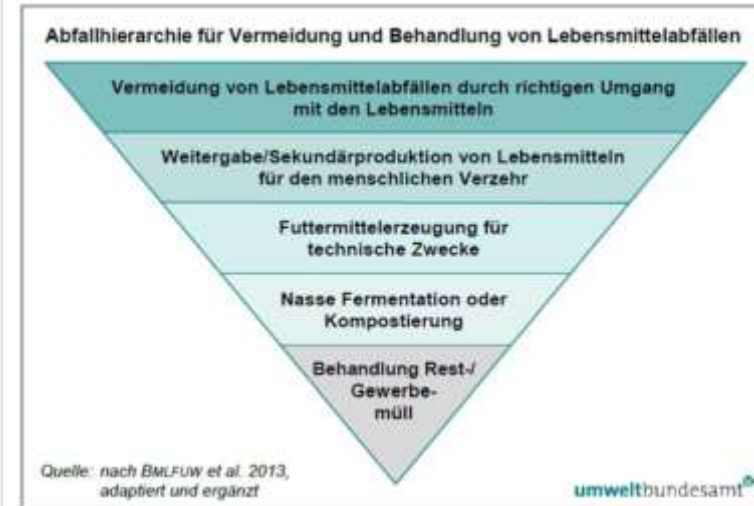 Abfallhierarchie für Vermeidung und Behandlung von Lebensmittelabfällen
Vermeidung von Lebensmittelabfällen durch richtigen Umgang
mit den Lebensmitteln
Weitergabe/Sekundärproduktion von Lebensmitteln
für den menschlichen Verzehr
Futtermittelerzeugung für
technische Zwecke
Nasse Fermentation oder
Kompostierung
Behandlung Rest-/
Gewerbe-
müll
Quelle: nach BMLFUW et al. 2013,
adaptiert und ergänzt
umweltbundesamt